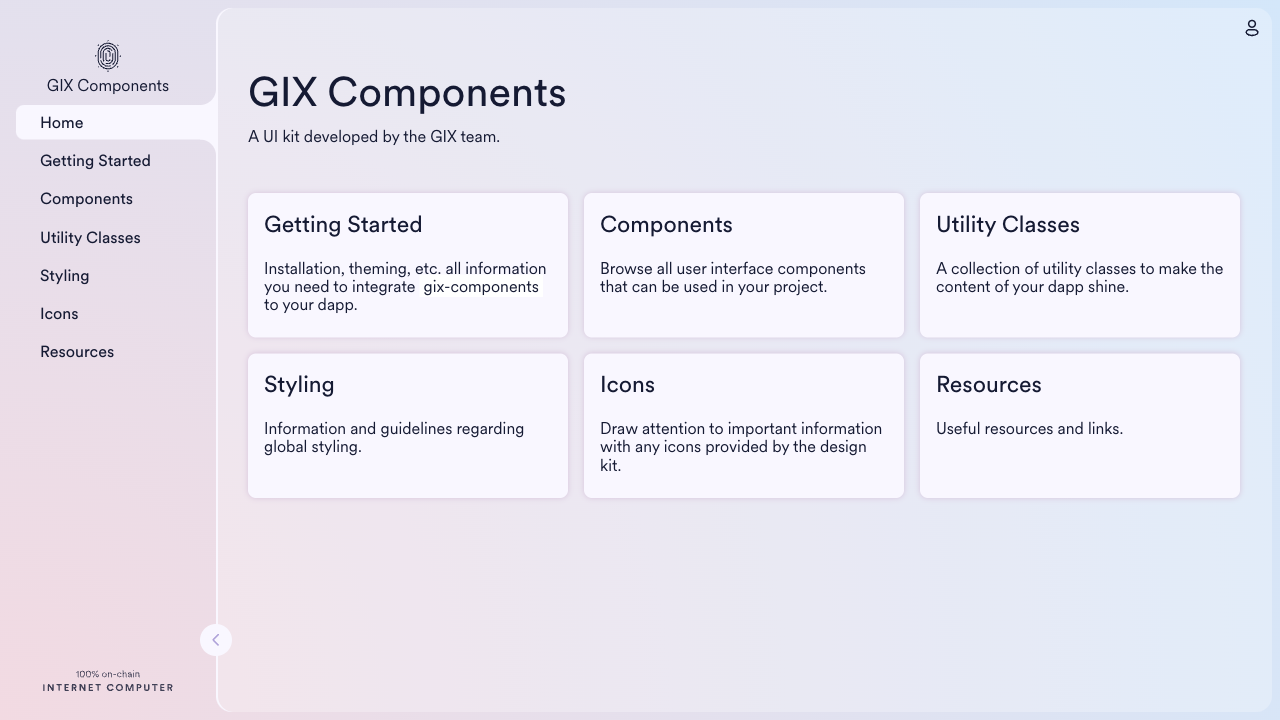 GIX Components
Home
Getting Started
Components
Utility Classes
Styling
Icons
Resources
100% on-chain
INTERNET COMPUTER
GIX Components
A UI kit developed by the GIX team.
Getting Started
Installation, theming, etc. all information
you need to integrate gix-components
to your dapp.
Components
Browse all user interface components
that can be used in your project.
Utility Classes
A collection of utility classes to make the
content of your dapp shine.
Styling
Information and guidelines regarding
global styling.
Icons
Draw attention to important information
with any icons provided by the design
kit.
Resources
Useful resources and links.